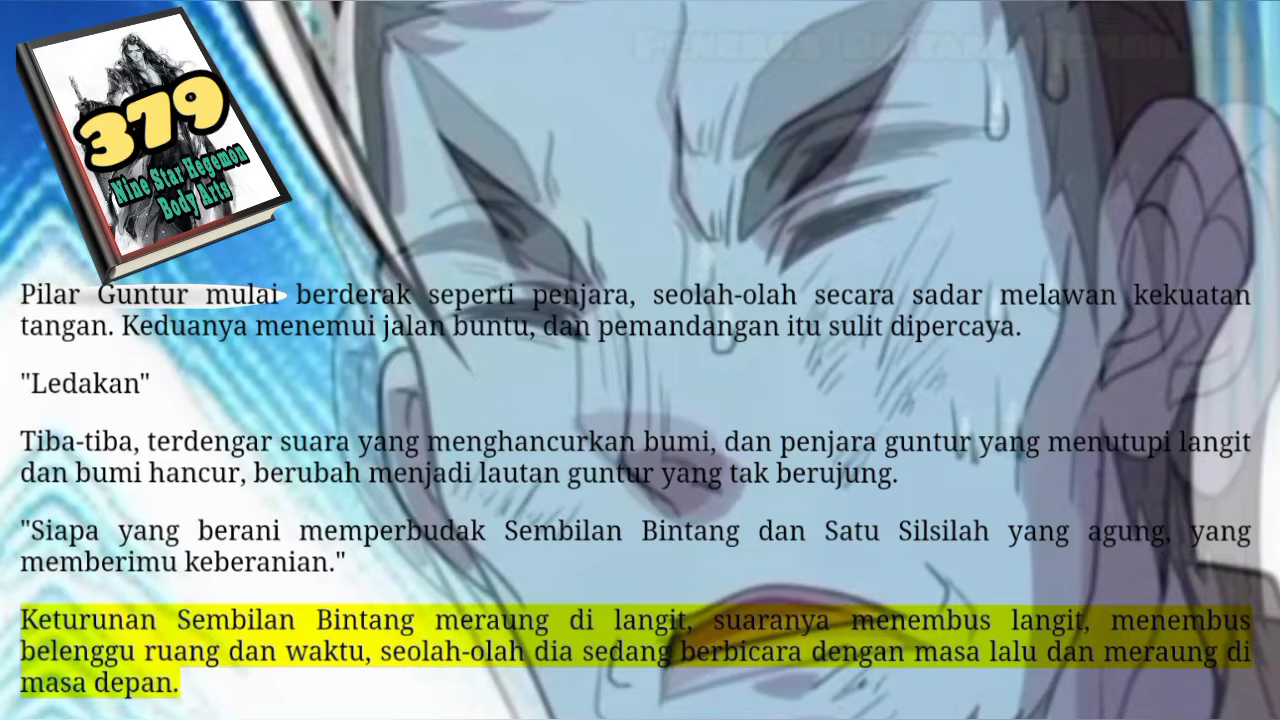 379
Nine Star Hegemon
Body Arts
Pilar Guntur mulai berderak seperti penjara, seolah-olah secara sadar melawan kekuatan
tangan. Keduanya menemui jalan buntu, dan pemandangan itu sulit dipercaya.
"Ledakan"
Tiba-tiba, terdengar suara yang menghancurkan bumi, dan penjara guntur yang menutupi langit
dan bumi hancur, berubah menjadi lautan guntur yang tak berujung.
"Siapa yang berani memperbudak Sembilan Bintang dan Satu Silsilah yang agung, yang
memberimu keberanian."
Keturunan Sembilan Bintang meraung di langit, suaranya menembus langit, menembus
belenggu ruang dan waktu, seolah-olah dia sedang berbicara dengan masa lalu dan meraung di
masa depan.